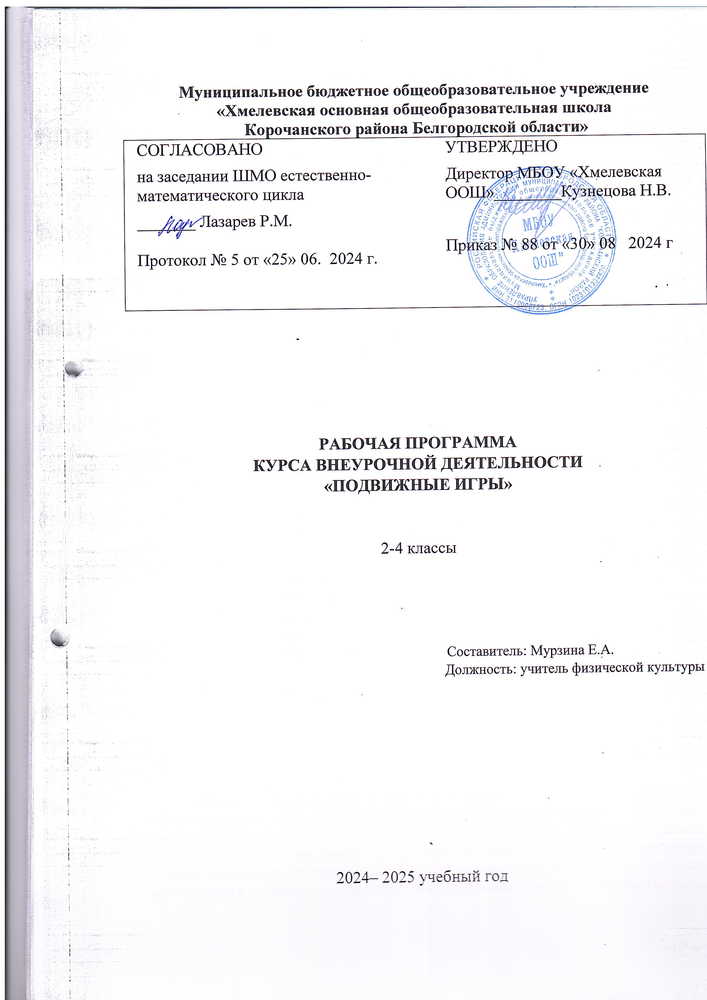 Муниципальное бюджетное общеобразовательное учреждение
«Хмелевская основная общеобразовательная школа
Корочанского района Белгородской области»
СОГЛАСОВАНО
на заседании ШМО естественно-
математического цикла
Лазарев Р.М.
Протокол № 5 от «25» 06. 2024 г.
УТВЕРЖДЕНО
Директор МБОУ «Хмелевская
ООШ»________Кузнецова Н.В.
Приказ № 88 от «30» 08 2024 г
МБОУ
"Хмелевская
ООШ"
РАБОЧАЯ ПРОГРАММА
КУРСА ВНЕУРОЧНОЙ ДЕЯТЕЛЬНОСТИ
«ПОДВИЖНЫЕ ИГРЫ»
2-4 классы
Составитель: Мурзина Е.А.
Должность: учитель физической культуры
2024– 2025 учебный год